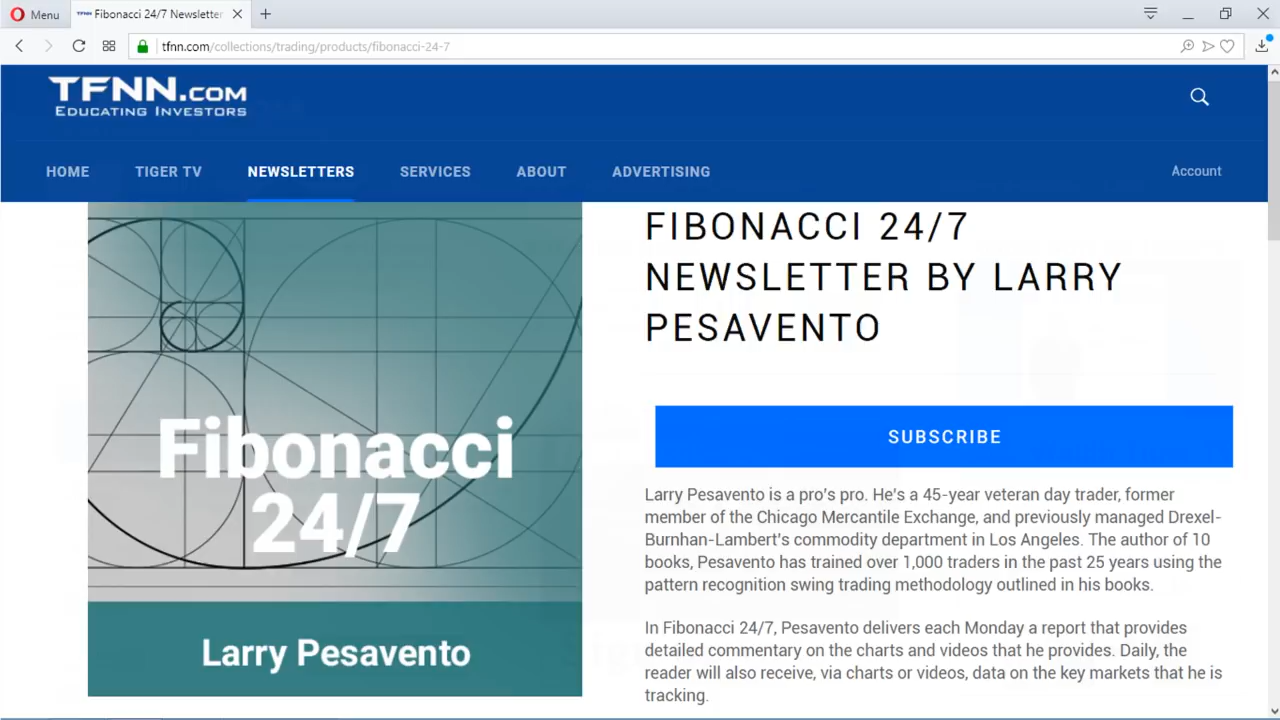 Menu
Fibonacci 24/7 Newsletter
tfnn.com/collections/trading/products/fibonacci-24-7
TFNN.COM
EDUCATING INVESTORS
HOME
TIGER TV
NEWSLETTERS
SERVICES
ABOUT
ADVERTISING
Account
Fibonacci
24/7
Larry Pesavento
FIBONACCI 24/7
NEWSLETTER BY LARRY
PESAVENTO
SUBSCRIBE
Larry Pesavento is a pro's pro. He's a 45-year veteran day trader, former
member of the Chicago Mercantile Exchange, and previously managed Drexel-
Burnhan-Lambert's commodity department in Los Angeles. The author of 10
books, Pesavento has trained over 1,000 traders in the past 25 years using the
pattern recognition swing trading methodology outlined in his books.
In Fibonacci 24/7, Pesavento delivers each Monday a report that provides
detailed commentary on the charts and videos that he provides. Daily, the
reader will also receive, via charts or videos, data on the key markets that he is
tracking.